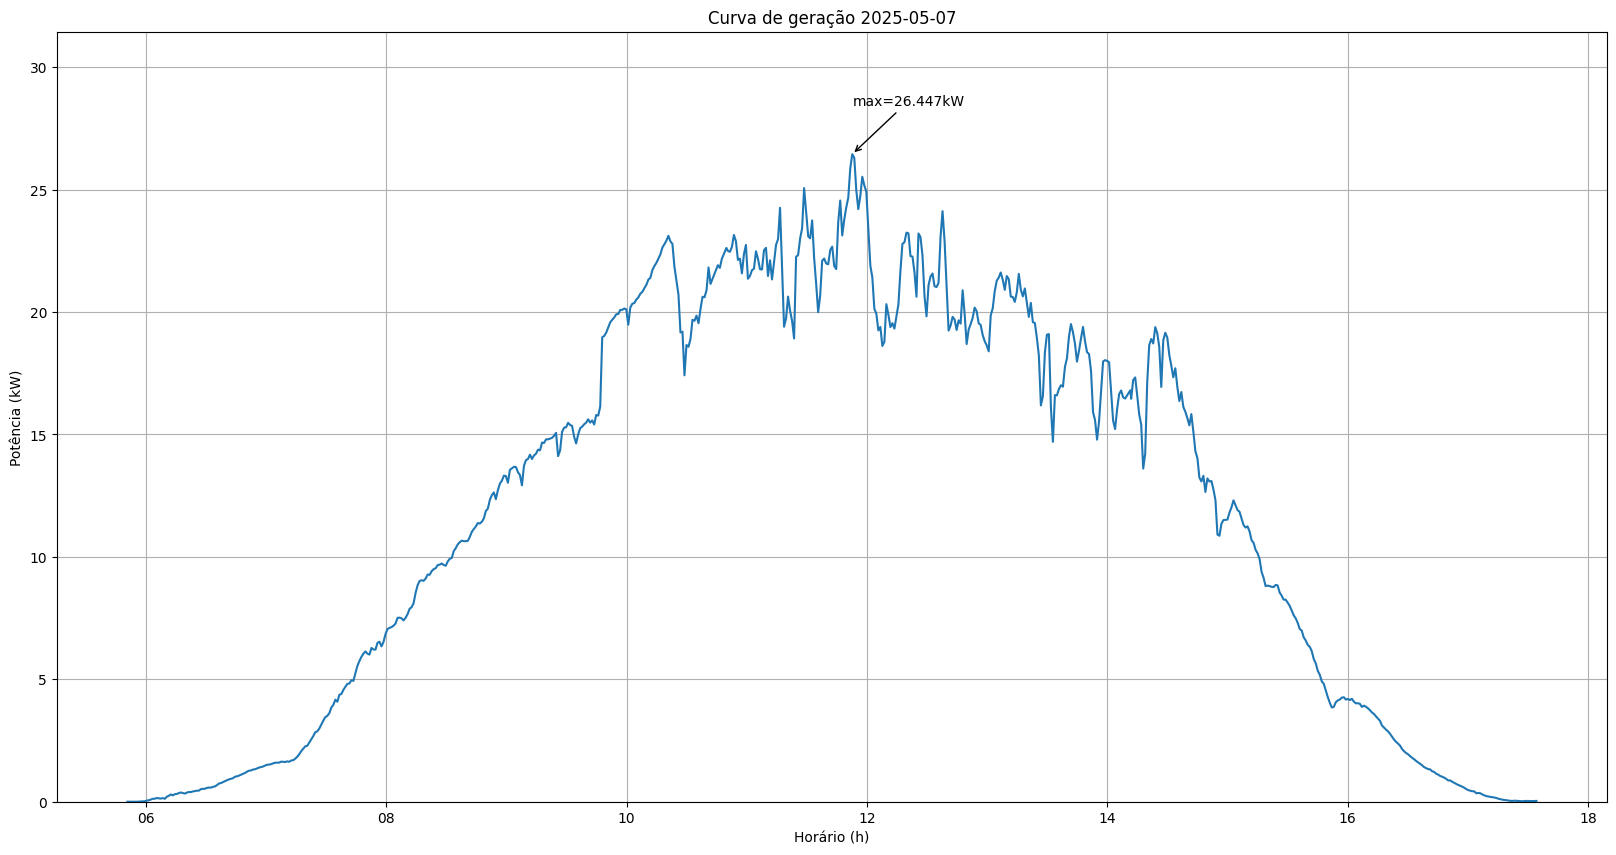 Curva de geração 2025-05-07
30
max=26.447kW
25
20
15
10
5
0
Potência (kW)
06 08 10 12 14 16 18
Horário (h)